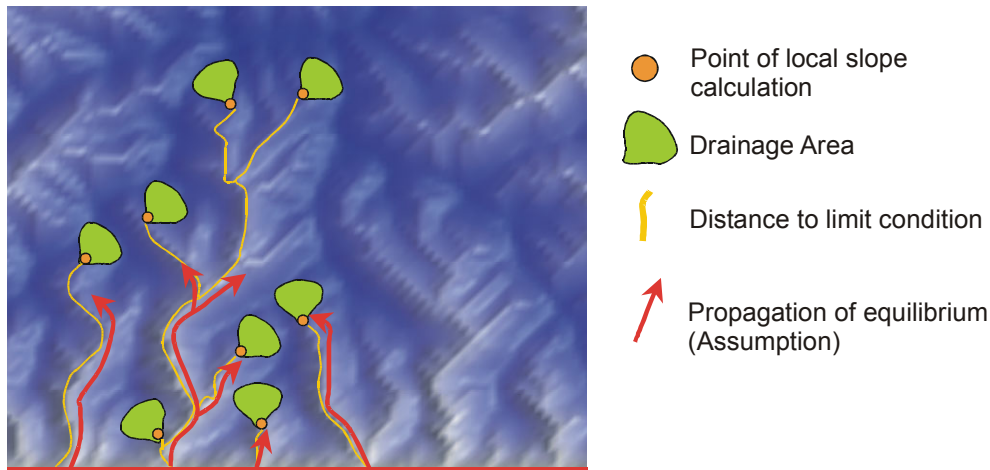 Point of local slope
calculation
Drainage Area
Distance to limit condition
Propagation of equilibrium
(Assumption)